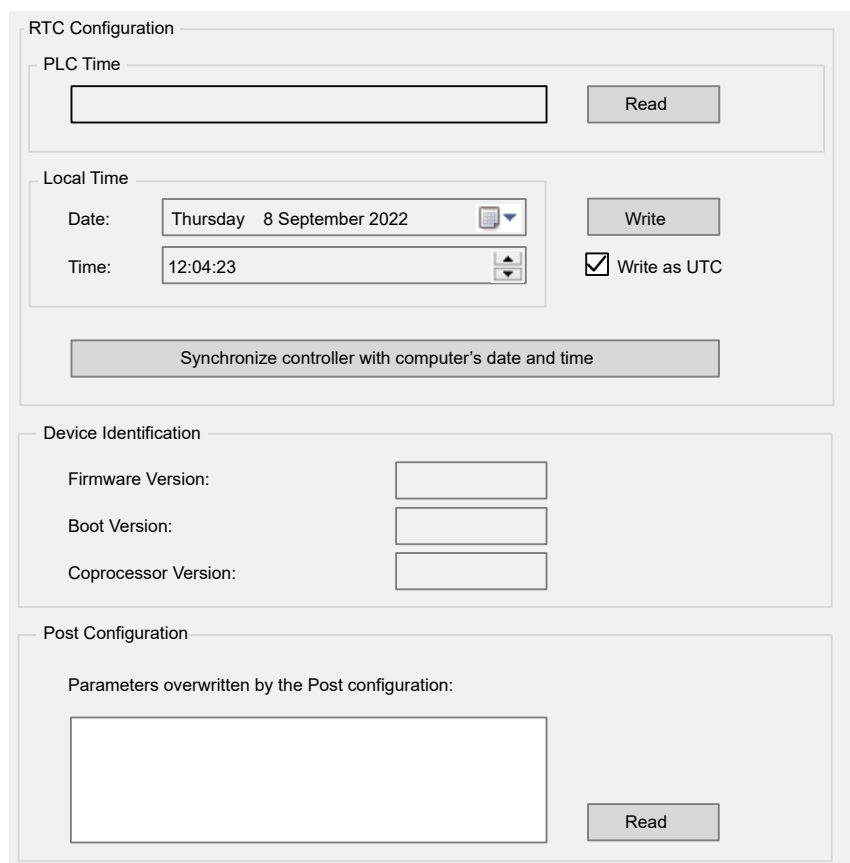 RTC Configuration
PLC Time
Read
Local Time
Date: Thursday 8 September 2022 Write
Time: 12:04:23 Write as UTC
Synchronize controller with computer’s date and time
Device Identification
Firmware Version:
Boot Version:
Coprocessor Version:
Post Configuration
Parameters overwritten by the Post configuration:
Read